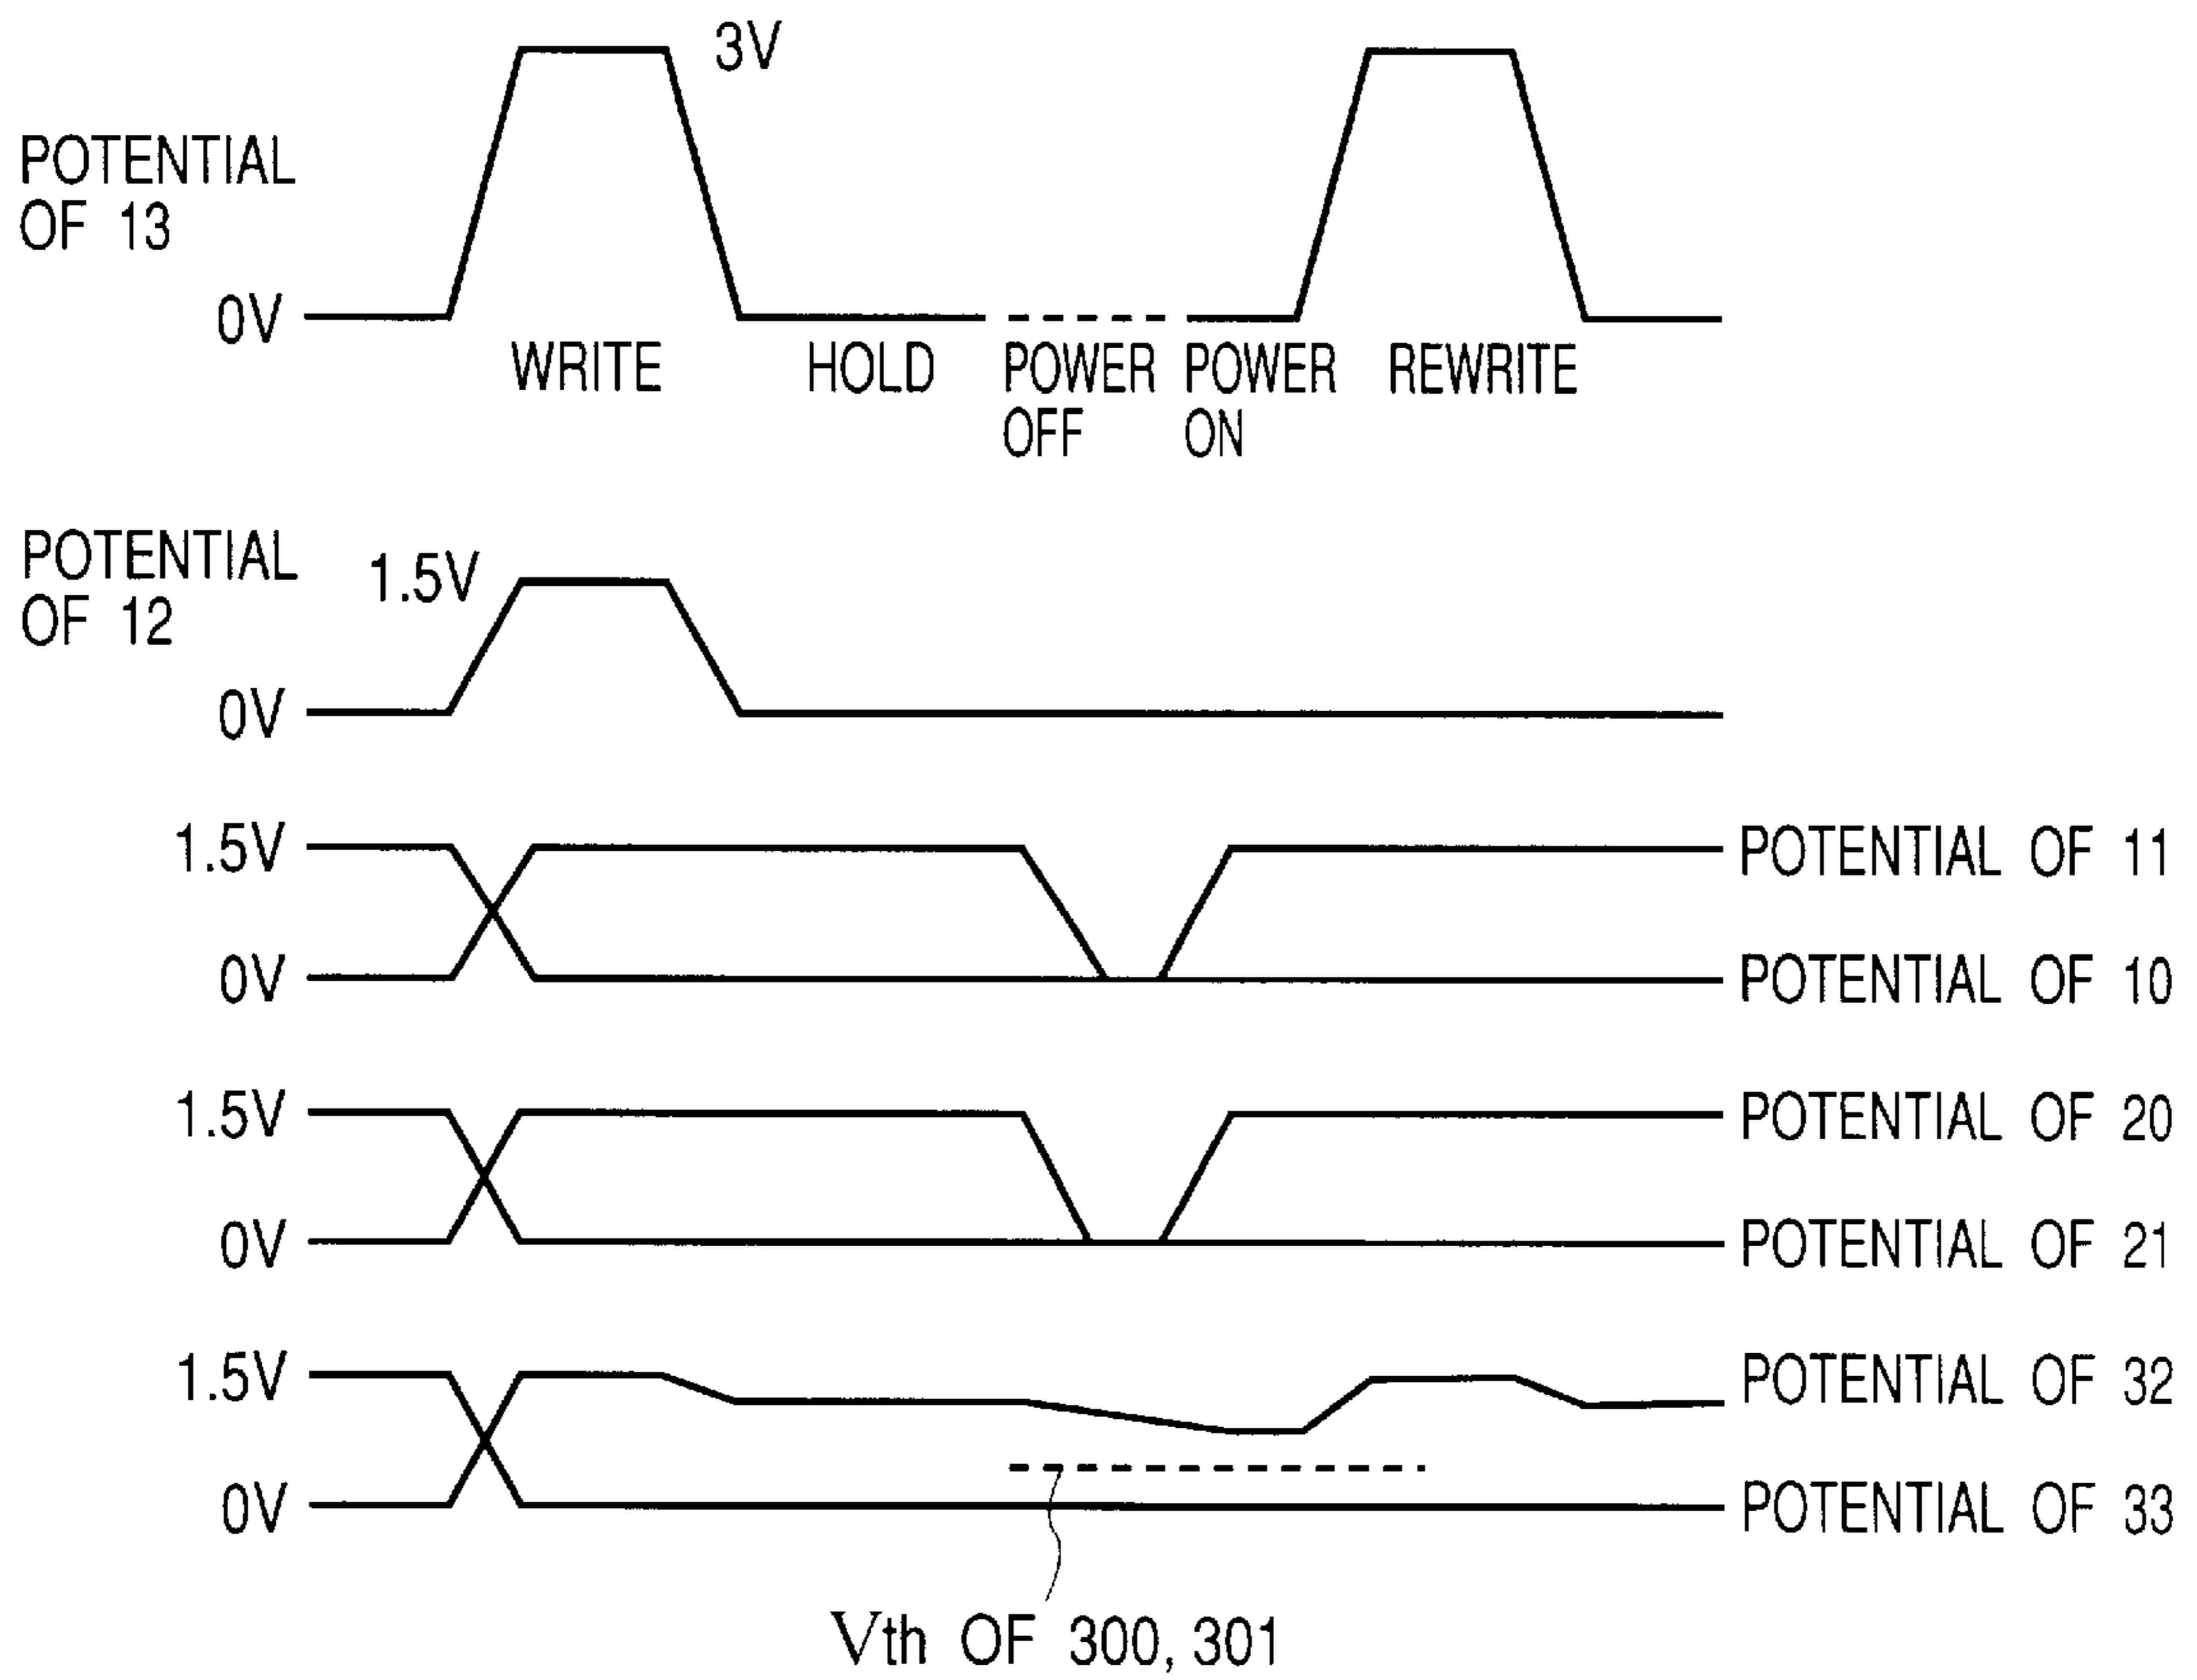 3V
POTENTIAL
OF 13
0V
WRITE
HOLD
POWER
OFF
POWER
ON
REWRITE
POTENTIAL
OF 12
1.5V
0V
1.5V
POTENTIAL OF 11
0V
POTENTIAL OF 10
1.5V
POTENTIAL OF 20
0V
POTENTIAL OF 21
1.5V
POTENTIAL OF 32
0V
POTENTIAL OF 33
Vth OF 300, 301